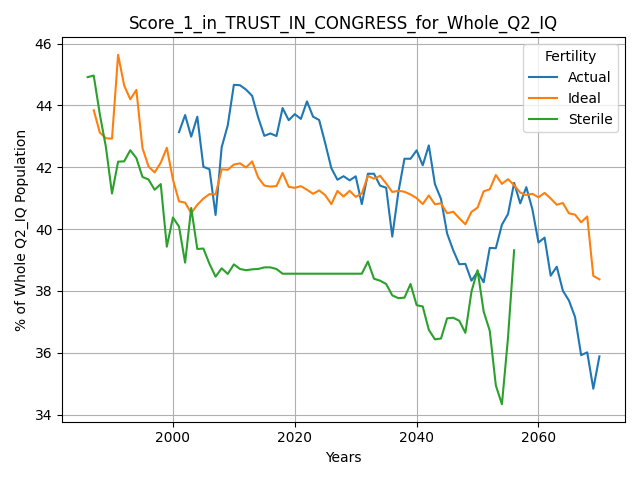 Score_1_in_TRUST_IN_CONGRESS_for_Whole_Q2_IQ
Fertility
Actual
Ideal
Sterile
% of Whole Q2_IQ Population
46
44
42
40
38
36
34
2000
2020
2040
2060
Years